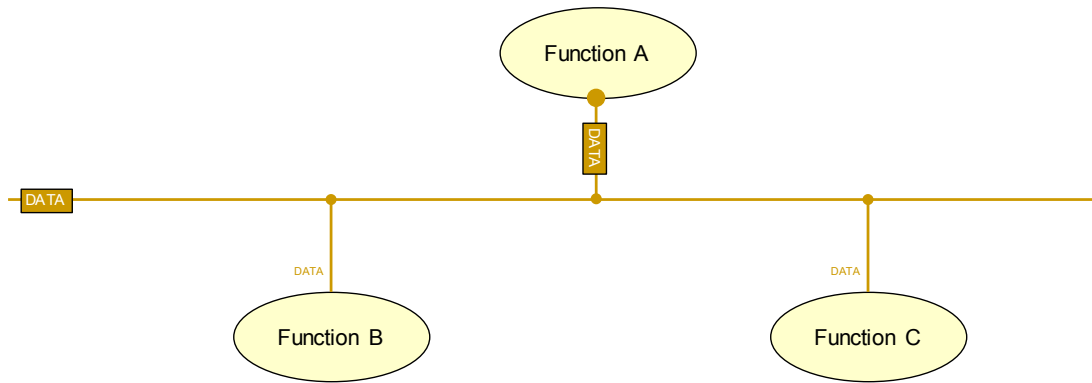 Function A
DATA
DATA
DATA
DATA
Function B
Function C